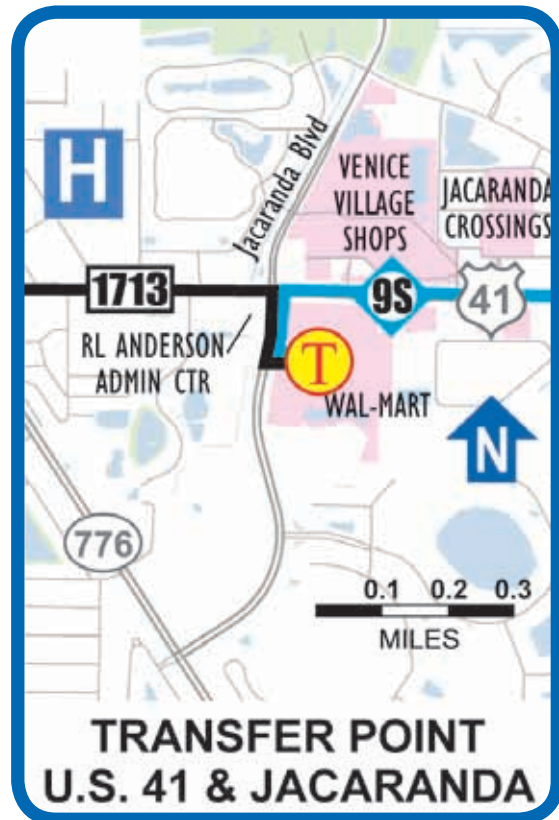 Jacaranda Blvd
H
VENICE
VILLAGE
SHOPS
JACARANDA
CROSSINGS
1713
9S
41
RL ANDERSON
ADMIN CTR
T
WAL-MART
N
776
0.1 0.2 0.3
MILES
TRANSFER POINT
U.S. 41 & JACARANDA